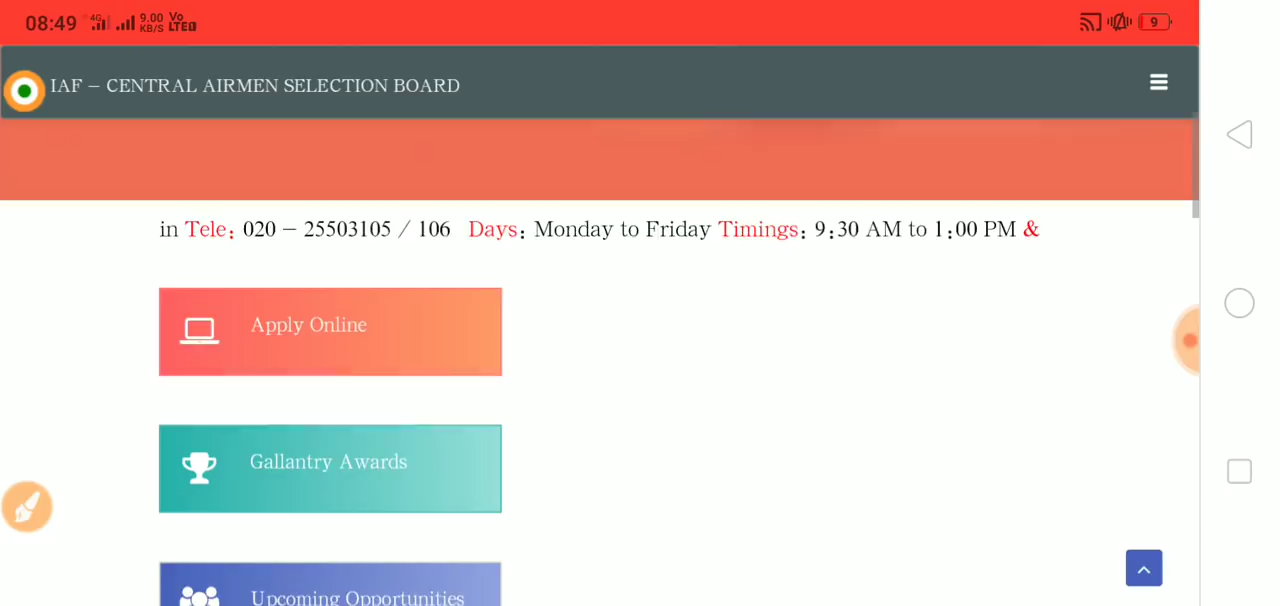 08:49 4G 9.00 KB/S Vo LTE 9
IAF - CENTRAL AIRMEN SELECTION BOARD
in Tele: 020 - 25503105 / 106 Days: Monday to Friday Timings: 9:30 AM to 1:00 PM &
Apply Online
Gallantry Awards
Upcoming Opportunities